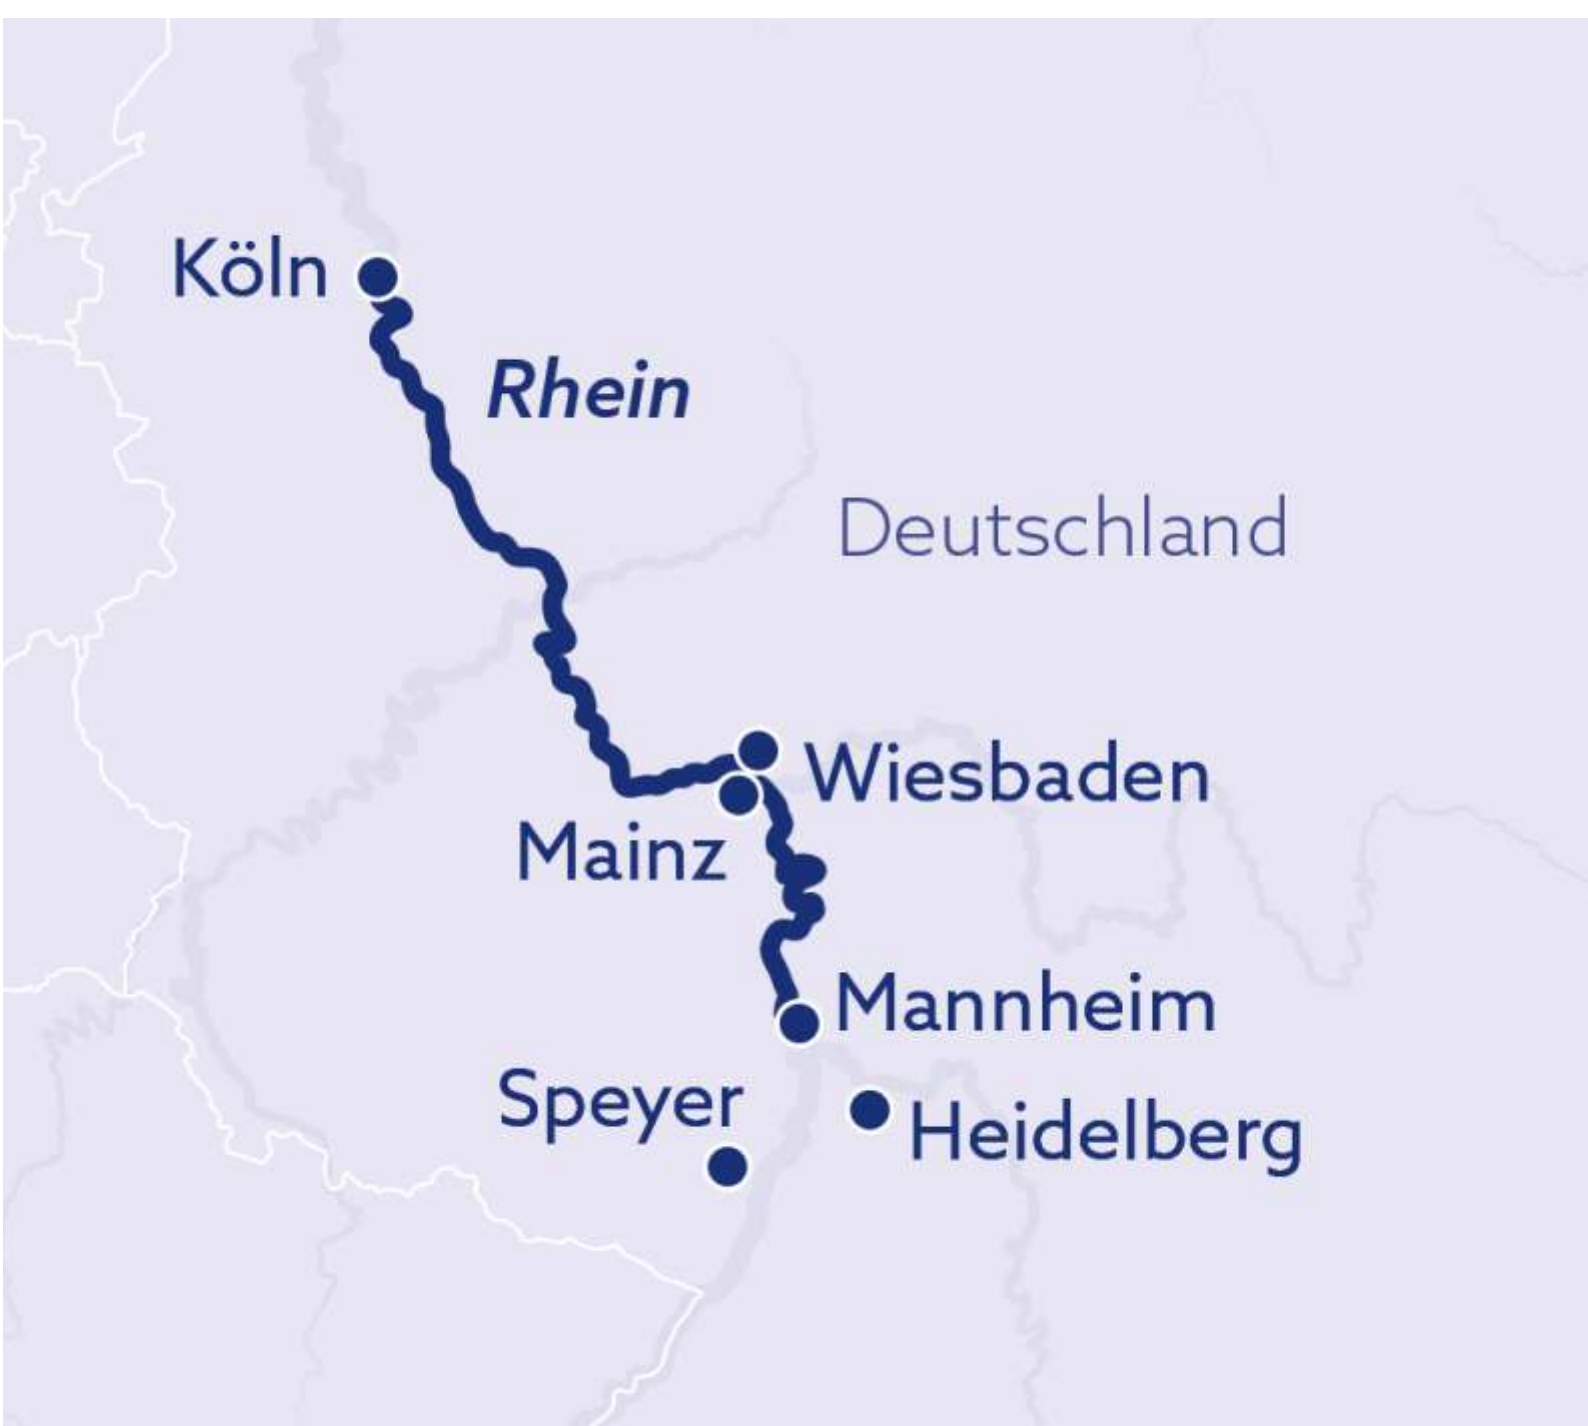 Köln
Rhein
Deutschland
Wiesbaden
Mainz
Mannheim
Speyer
Heidelberg